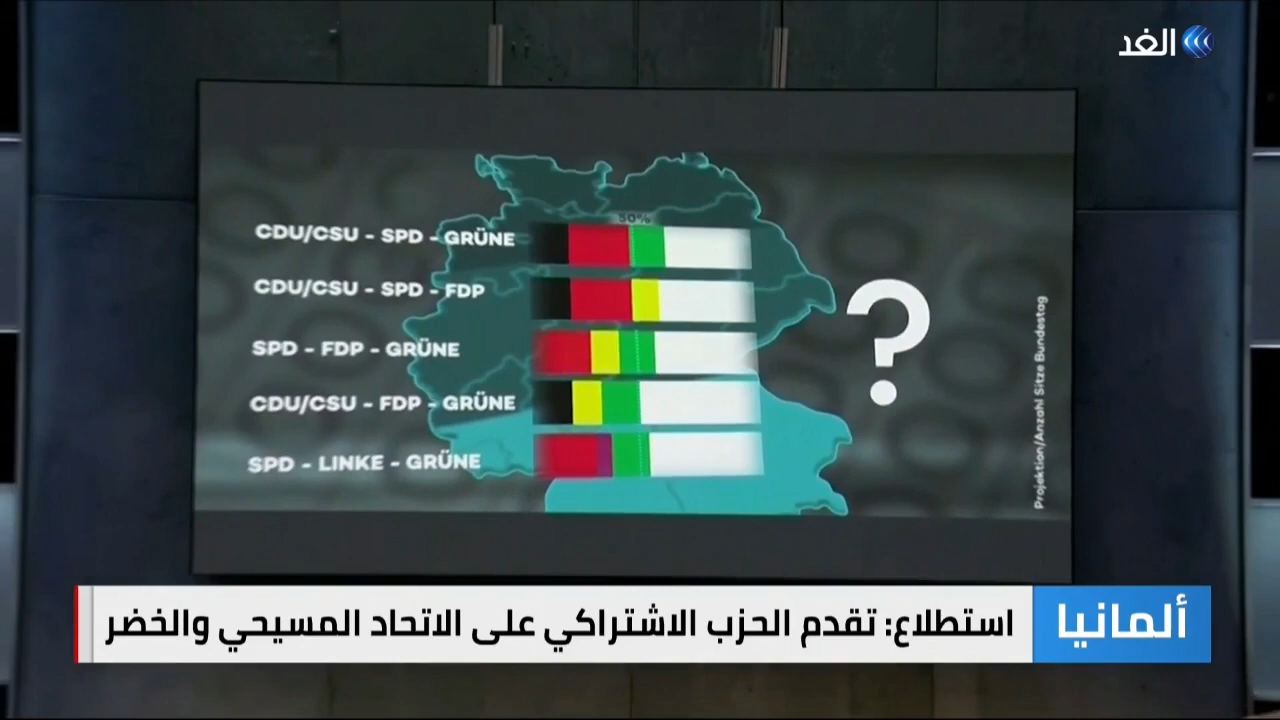 الغد
50%
CDU/CSU - SPD - GRÜNE
CDU/CSU - SPD - FDP
SPD - FDP - GRÜNE
CDU/CSU - FDP - GRÜNE
SPD - LINKE - GRÜNE
?
Projektion/Anzahl Sitze Bundestag
ألمانيا
استطلاع: تقدم الحزب الاشتراكي على الاتحاد المسيحي والخضر